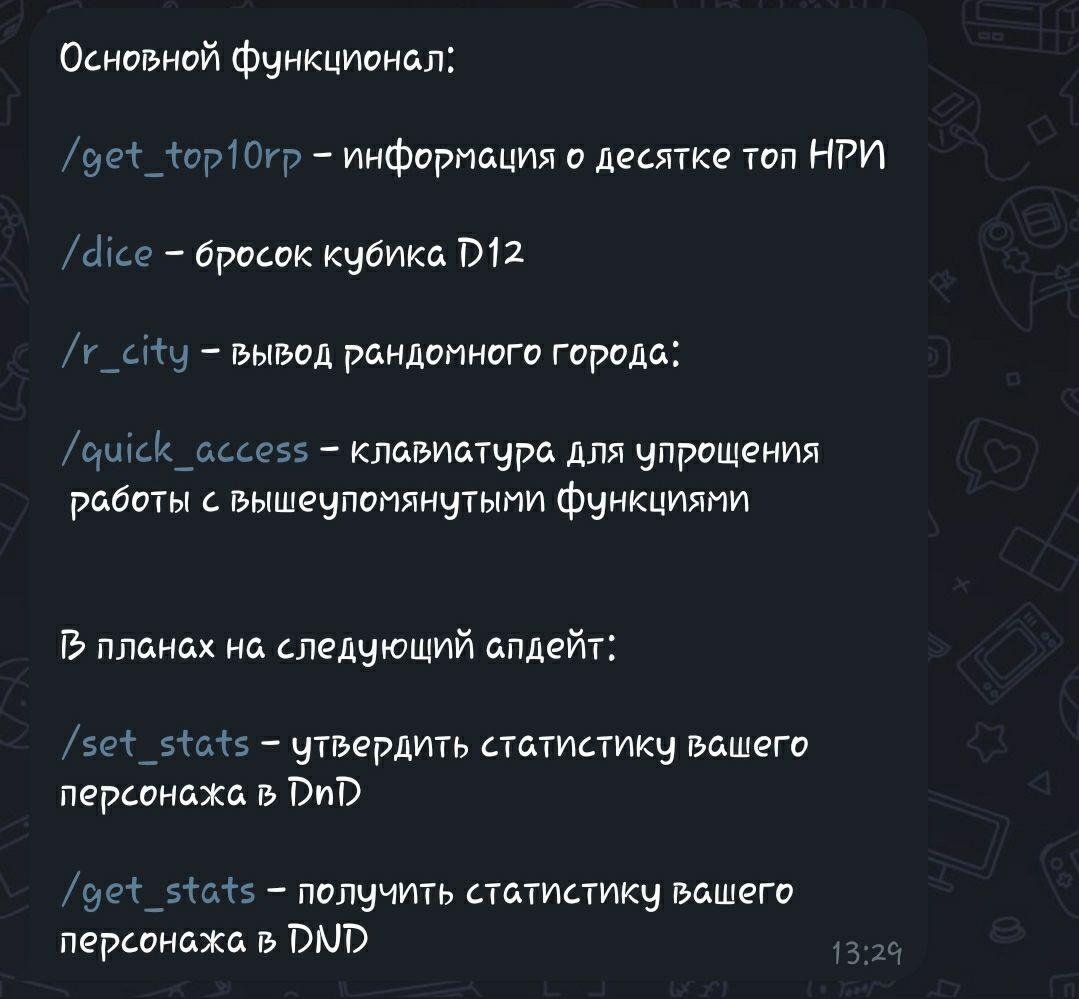 Основной функционал:
/get_top10rp – информация о десятке топ НРИ
/dice – бросок кубика D12
/r_city – вывод рандомного города:
/quick_access – клавиатура для упрощения
работы с вышеупомянутыми функциями
В планах на следующий апдейт:
/set_stats – утвердить статистику вашего
персонажа в DnD
/get_stats – получить статистику вашего
персонажа в DND
13:29